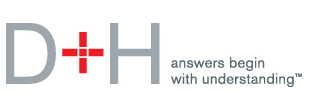 D+H
answers begin
with understanding™